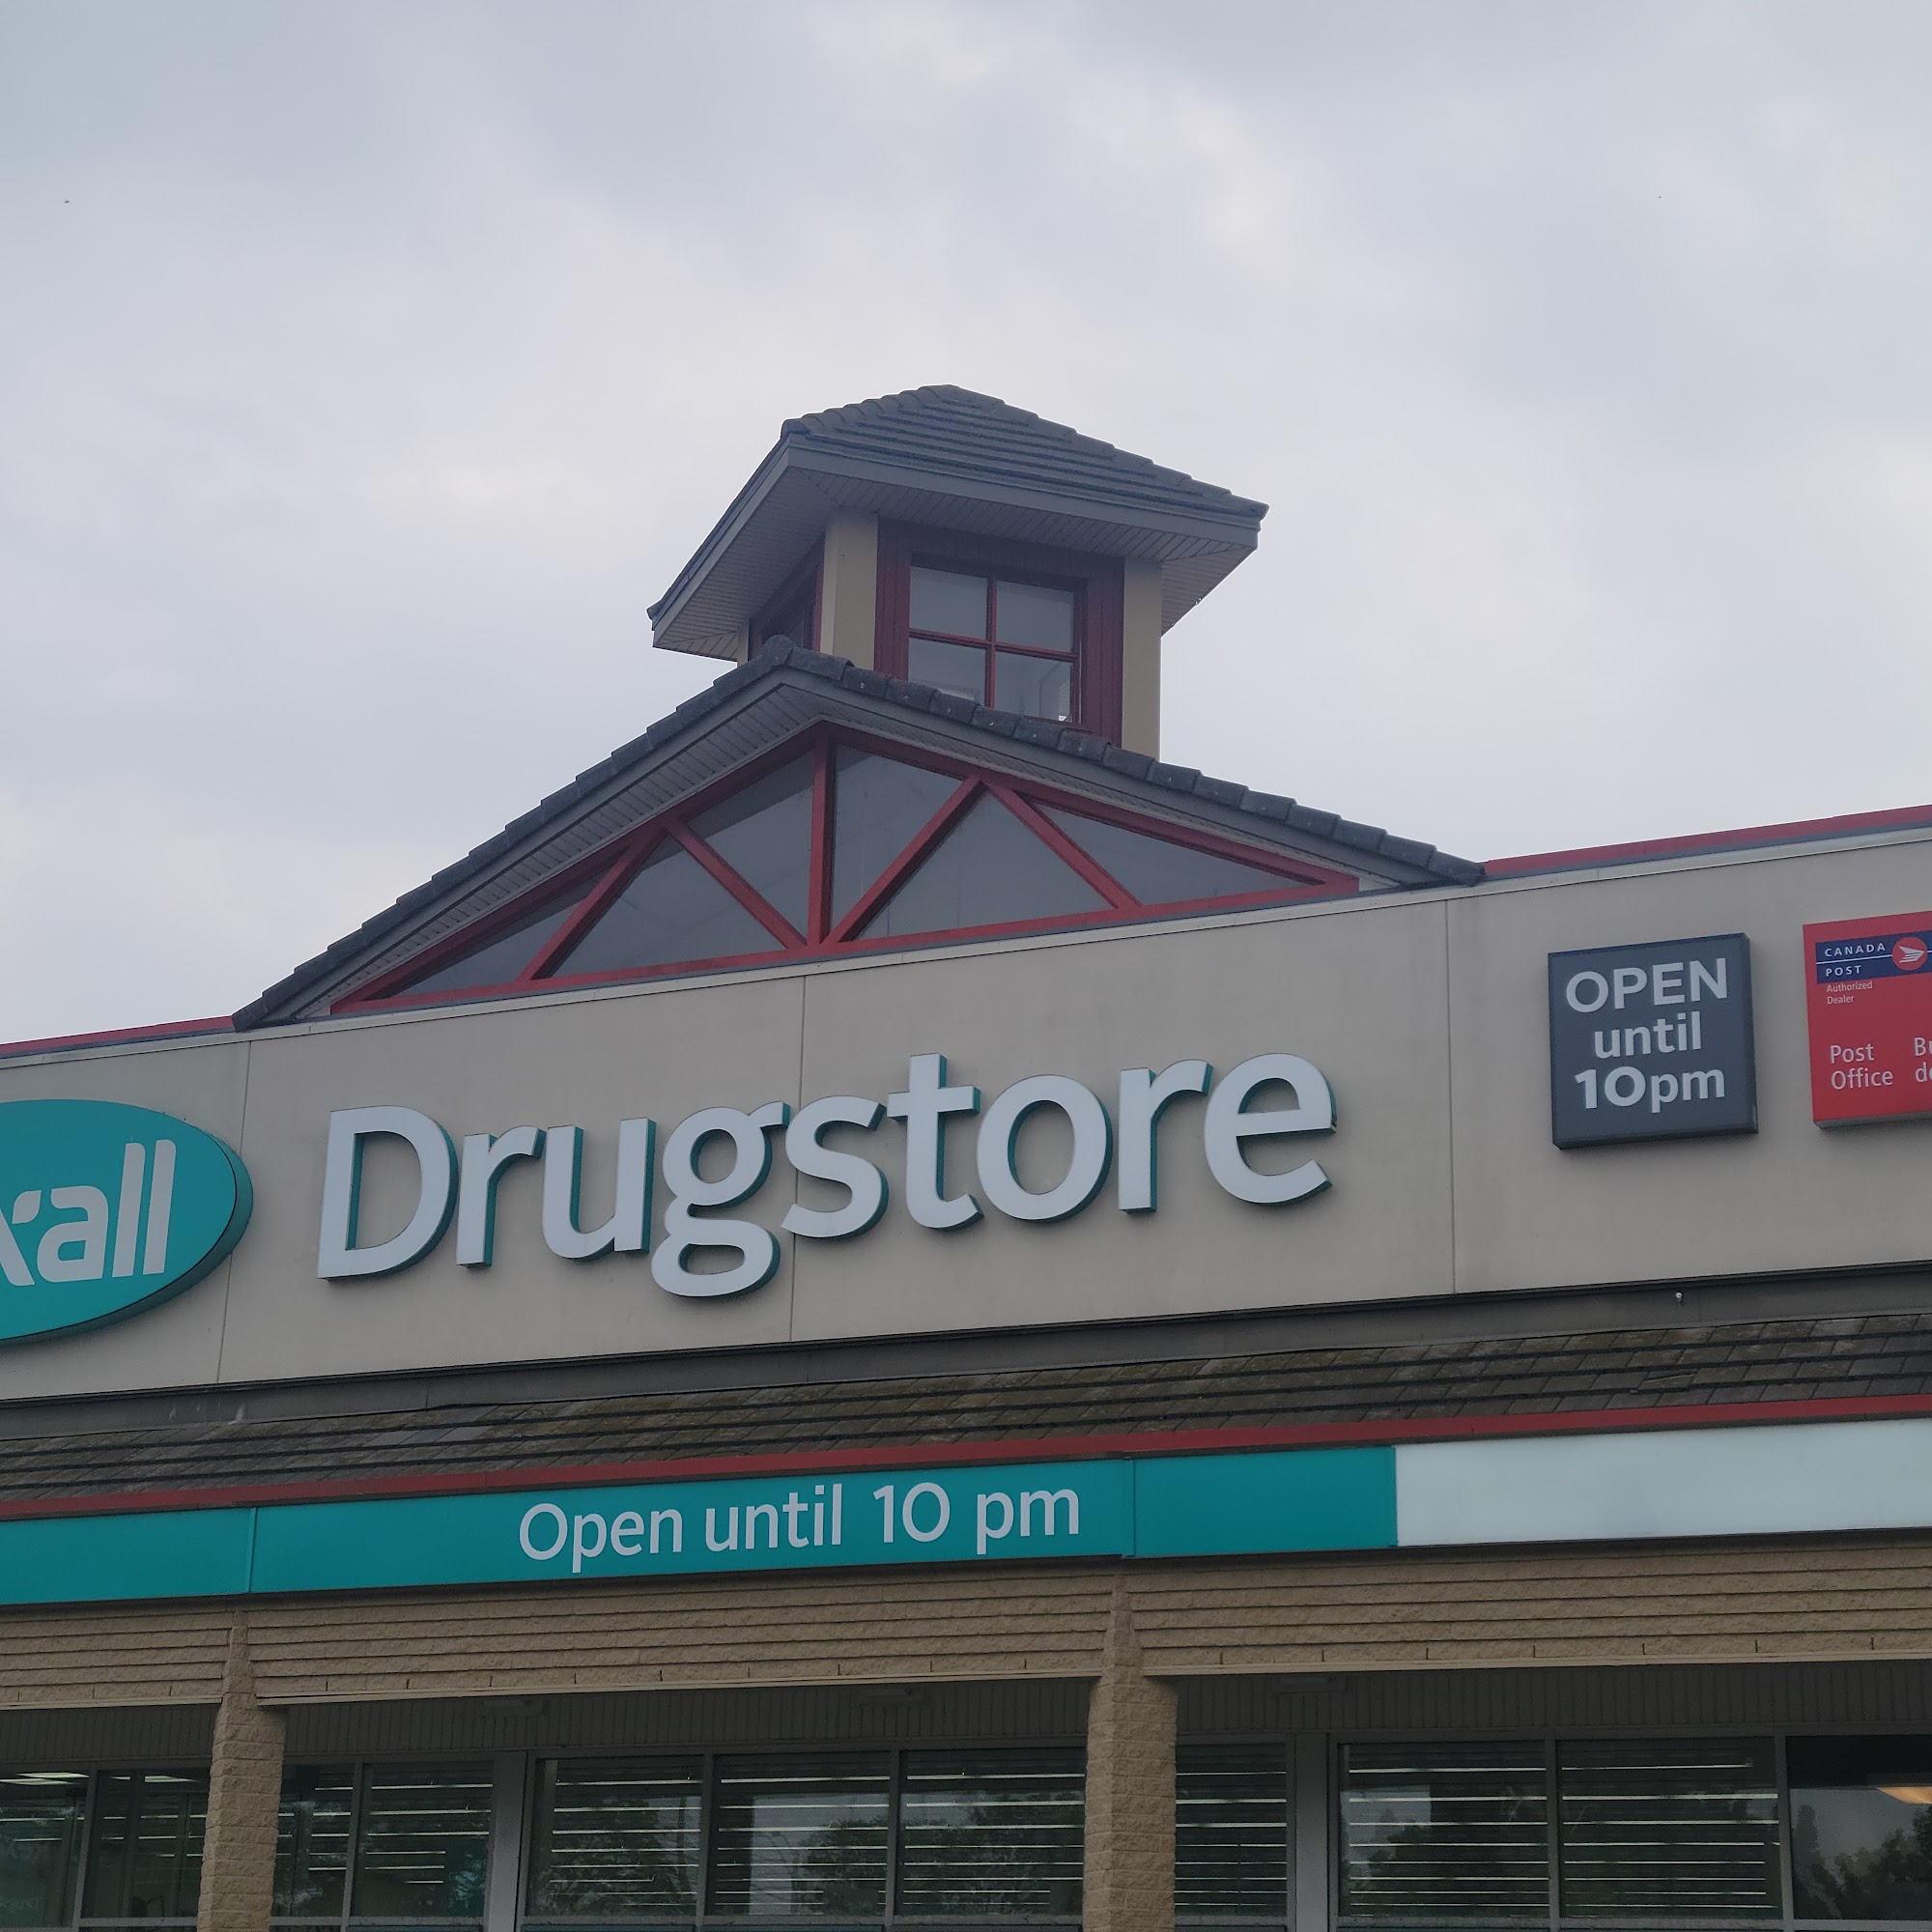 xall
Drugstore
OPEN
until
10pm
CANADA
POST
Authorized
Dealer
Post
Office
Open until 10 pm